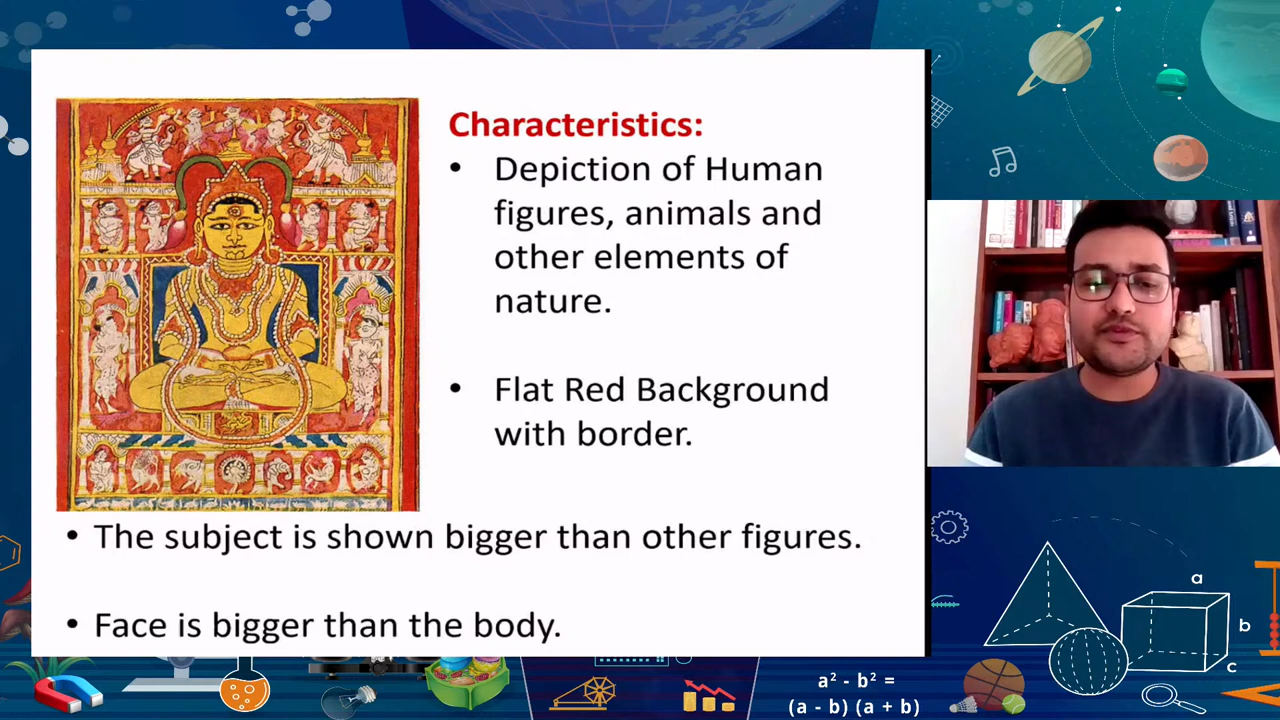 Characteristics:
• Depiction of Human
figures, animals and
other elements of
nature.
• Flat Red Background
with border.
• The subject is shown bigger than other figures.
• Face is bigger than the body.
a
b
c
a² - b² =
(a - b) (a + b)